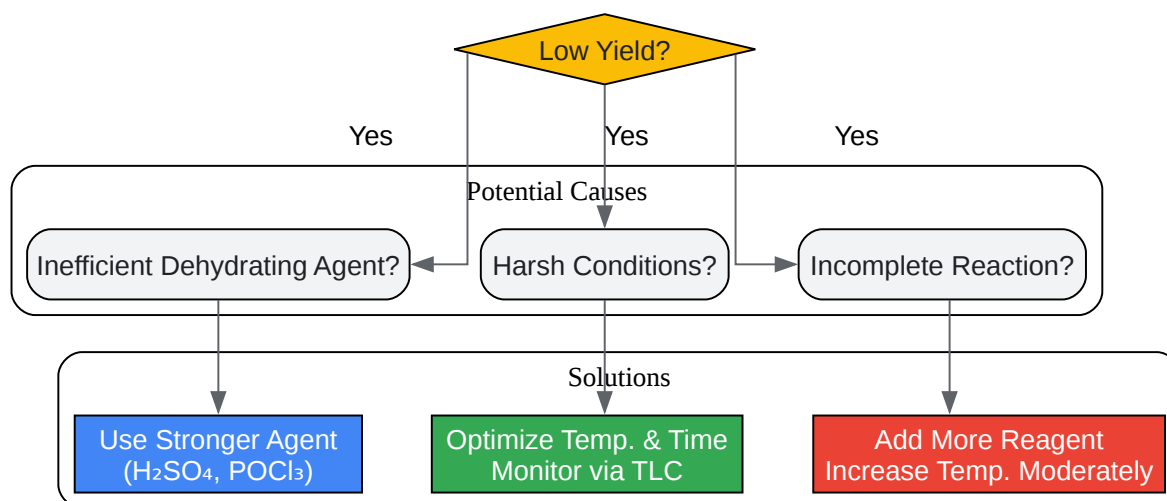 Low Yield?
Yes
Yes
Yes
Potential Causes
Inefficient Dehydrating Agent?
Harsh Conditions?
Incomplete Reaction?
Solutions
Use Stronger Agent
(H₂SO₄, POCl₃)
Optimize Temp. & Time
Monitor via TLC
Add More Reagent
Increase Temp. Moderately